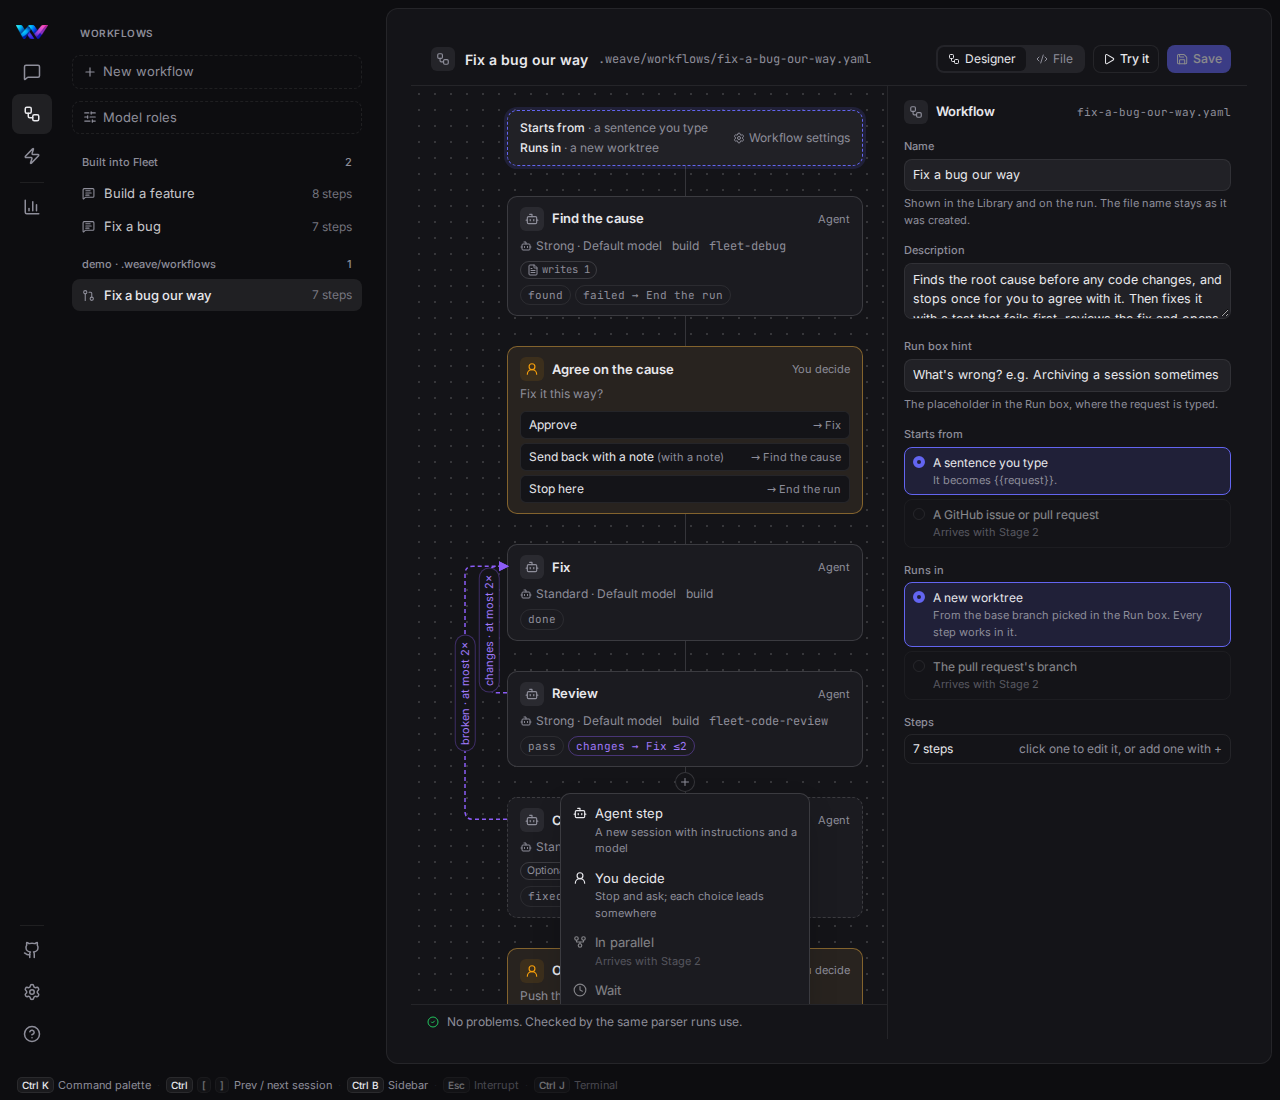 WORKFLOWS
New workflow
Model roles
Built into Fleet 2
Build a feature 8 steps
Fix a bug 7 steps
demo · .weave/workflows 1
Fix a bug our way 7 steps
Fix a bug our way .weave/workflows/fix-a-bug-our-way.yaml
Designer File Try it Save
Starts from · a sentence you type
Runs in · a new worktree
Workflow settings
Find the cause Agent
Strong · Default model build fleet-debug
writes 1
found failed → End the run
Agree on the cause You decide
Fix it this way?
Approve → Fix
Send back with a note (with a note) → Find the cause
Stop here → End the run
Fix Agent
Standard · Default model build
done
changes · at most 2×
broken · at most 2×
Review Agent
Strong · Default model build fleet-code-review
pass changes → Fix ≤2
Agent
Agent step
A new session with instructions and a
model
You decide
Stop and ask; each choice leads
somewhere
In parallel
Arrives with Stage 2
Wait
decide
Push th
No problems. Checked by the same parser runs use.
Workflow fix-a-bug-our-way.yaml
Name
Fix a bug our way
Shown in the Library and on the run. The file name stays as it
was created.
Description
Finds the root cause before any code changes, and
stops once for you to agree with it. Then fixes it
with a test that fails first, reviews the fix and opens
Run box hint
What's wrong? e.g. Archiving a session sometimes
The placeholder in the Run box, where the request is typed.
Starts from
A sentence you type
It becomes {{request}}.
A GitHub issue or pull request
Arrives with Stage 2
Runs in
A new worktree
From the base branch picked in the Run box. Every
step works in it.
The pull request's branch
Arrives with Stage 2
Steps
7 steps click one to edit it, or add one with +
Ctrl K Command palette Ctrl [ ] Prev / next session Ctrl B Sidebar Esc Interrupt Ctrl J Terminal